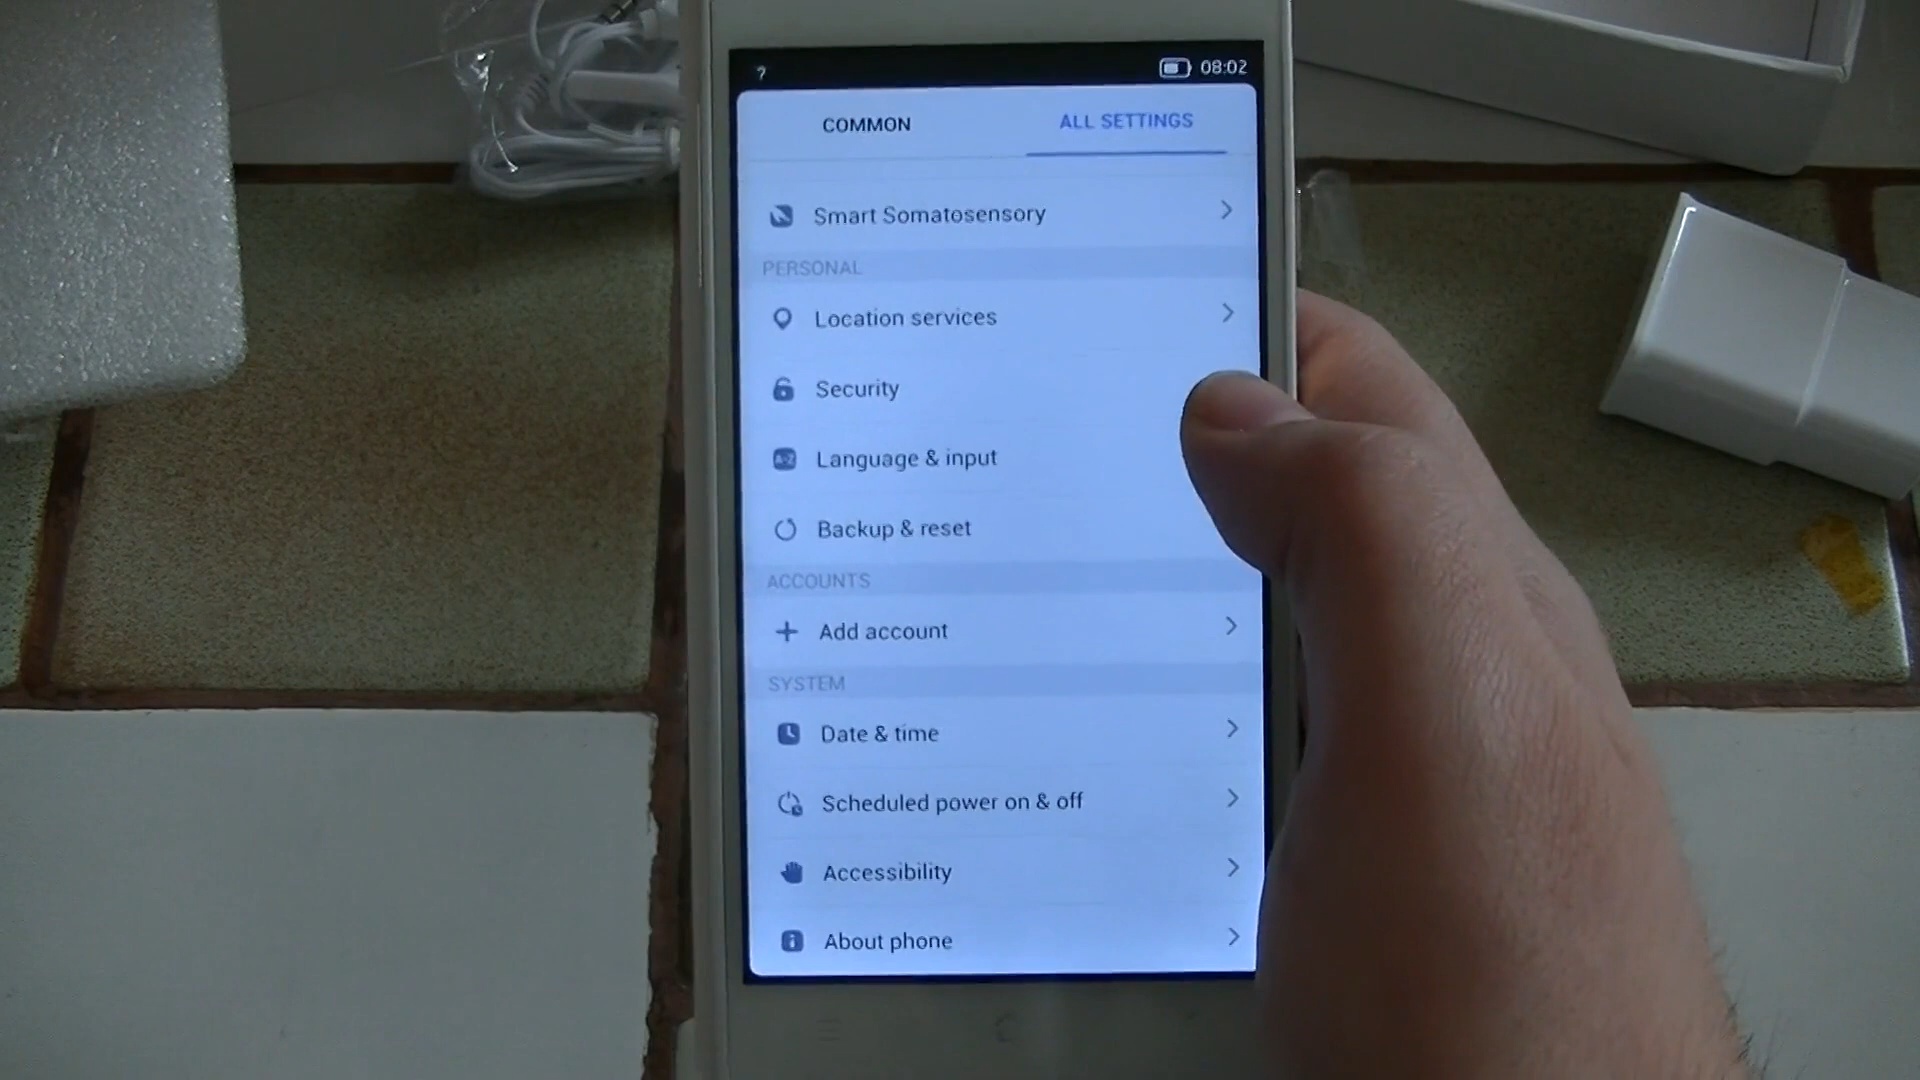 ?
08:02
COMMON
ALL SETTINGS
Smart Somatosensory
PERSONAL
Location services
Security
Language & input
Backup & reset
ACCOUNTS
Add account
SYSTEM
Date & time
Scheduled power on & off
Accessibility
About phone